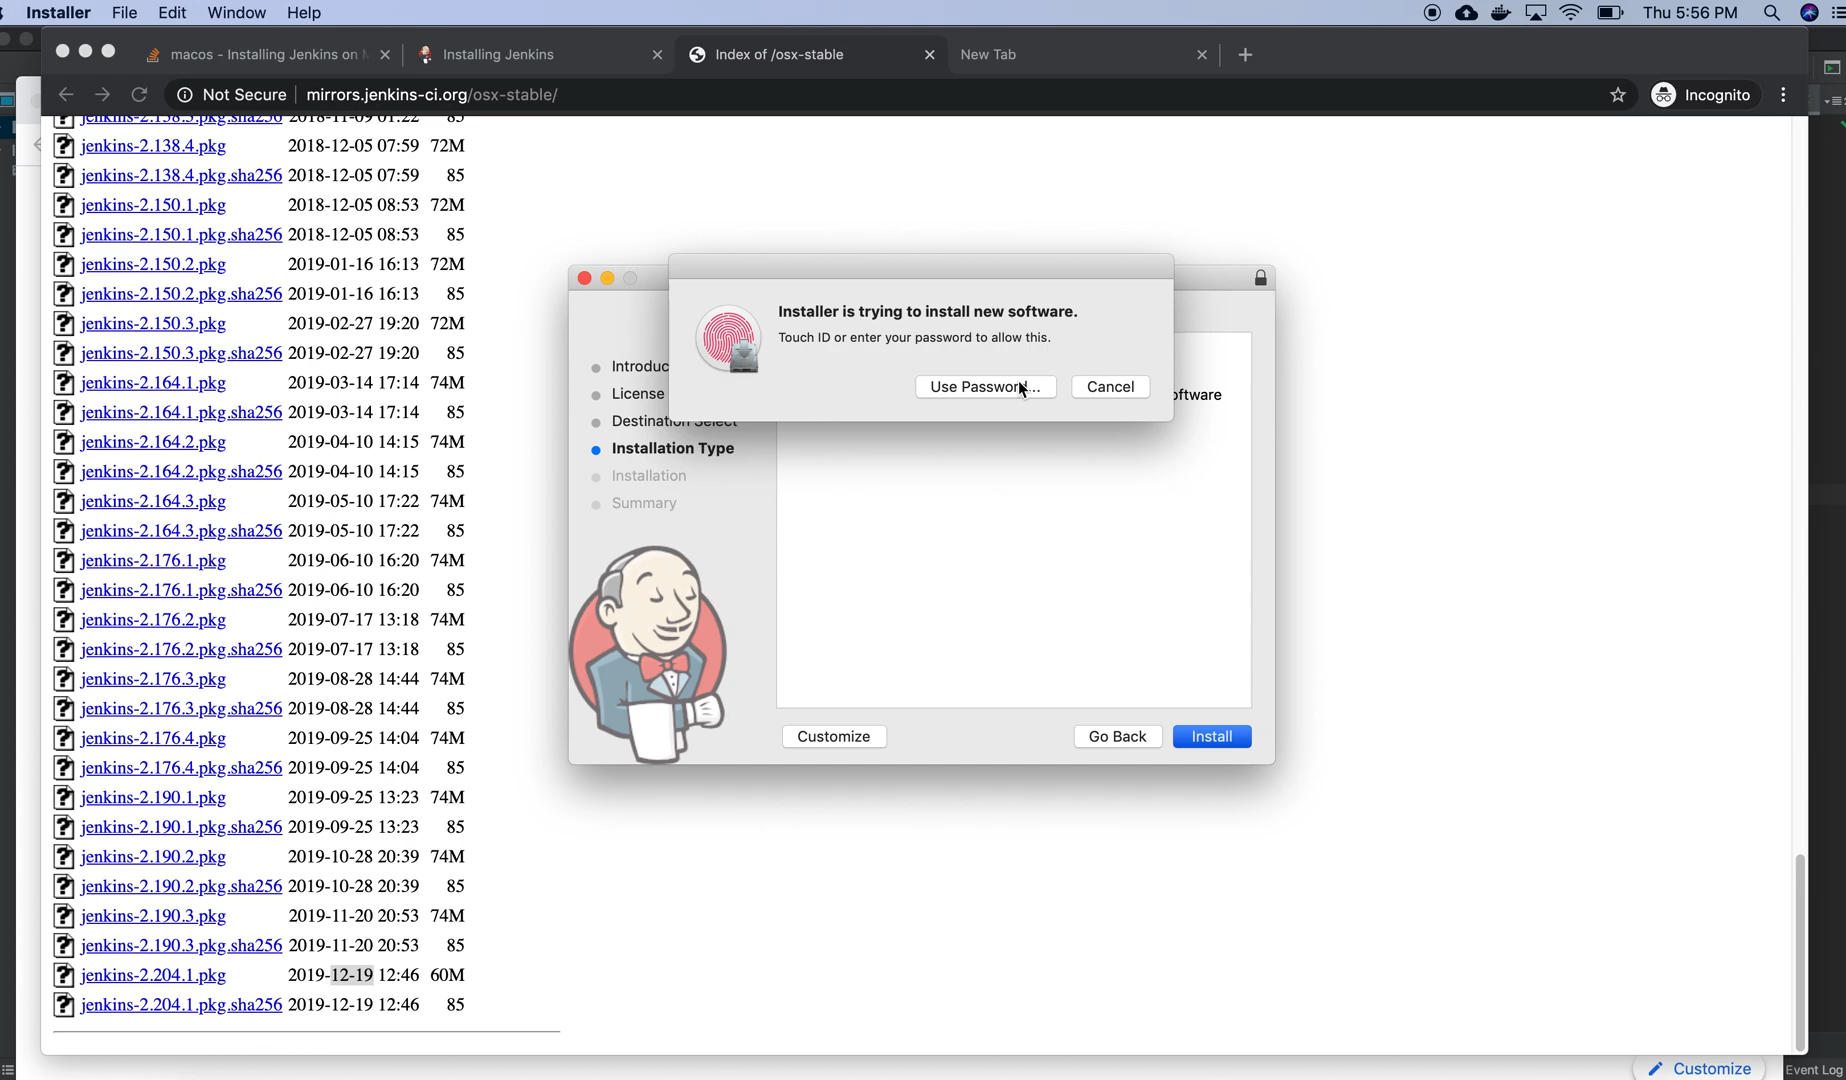 Installer File Edit Window Help Thu 5:56 PM
macos - Installing Jenkins on M Installing Jenkins Index of /osx-stable New Tab
Not Secure mirrors.jenkins-ci.org/osx-stable/ Incognito
jenkins-2.138.3.pkg.sha256 2018-11-09 01:22 85
jenkins-2.138.4.pkg 2018-12-05 07:59 72M
jenkins-2.138.4.pkg.sha256 2018-12-05 07:59 85
jenkins-2.150.1.pkg 2018-12-05 08:53 72M
jenkins-2.150.1.pkg.sha256 2018-12-05 08:53 85
jenkins-2.150.2.pkg 2019-01-16 16:13 72M
jenkins-2.150.2.pkg.sha256 2019-01-16 16:13 85
jenkins-2.150.3.pkg 2019-02-27 19:20 72M
jenkins-2.150.3.pkg.sha256 2019-02-27 19:20 85
jenkins-2.164.1.pkg 2019-03-14 17:14 74M
jenkins-2.164.1.pkg.sha256 2019-03-14 17:14 85
jenkins-2.164.2.pkg 2019-04-10 14:15 74M
jenkins-2.164.2.pkg.sha256 2019-04-10 14:15 85
jenkins-2.164.3.pkg 2019-05-10 17:22 74M
jenkins-2.164.3.pkg.sha256 2019-05-10 17:22 85
jenkins-2.176.1.pkg 2019-06-10 16:20 74M
jenkins-2.176.1.pkg.sha256 2019-06-10 16:20 85
jenkins-2.176.2.pkg 2019-07-17 13:18 74M
jenkins-2.176.2.pkg.sha256 2019-07-17 13:18 85
jenkins-2.176.3.pkg 2019-08-28 14:44 74M
jenkins-2.176.3.pkg.sha256 2019-08-28 14:44 85
jenkins-2.176.4.pkg 2019-09-25 14:04 74M
jenkins-2.176.4.pkg.sha256 2019-09-25 14:04 85
jenkins-2.190.1.pkg 2019-09-25 13:23 74M
jenkins-2.190.1.pkg.sha256 2019-09-25 13:23 85
jenkins-2.190.2.pkg 2019-10-28 20:39 74M
jenkins-2.190.2.pkg.sha256 2019-10-28 20:39 85
jenkins-2.190.3.pkg 2019-11-20 20:53 74M
jenkins-2.190.3.pkg.sha256 2019-11-20 20:53 85
jenkins-2.204.1.pkg 2019-12-19 12:46 60M
jenkins-2.204.1.pkg.sha256 2019-12-19 12:46 85
Installer is trying to install new software.
Touch ID or enter your password to allow this.
Use Password... Cancel
Introduc
License
Destination Select
Installation Type
Installation
Summary
oftware
Customize Go Back Install
Customize
Event Log